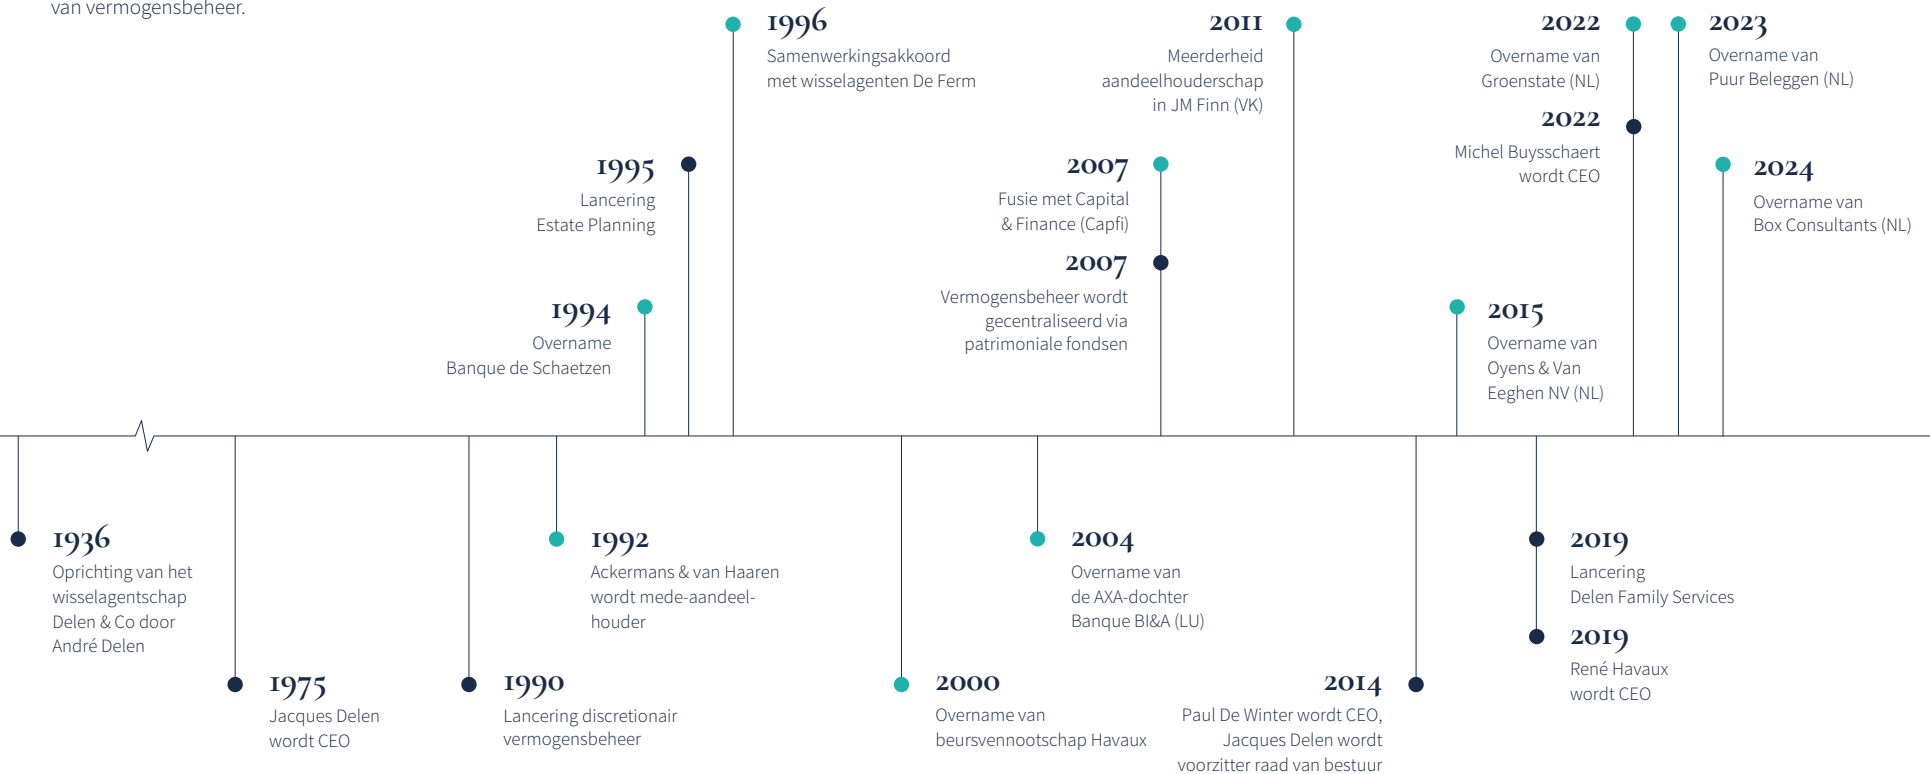 van vermogensbeheer.
1936
Oprichting van het
wisselagentschap
Delen & Co door
André Delen
1975
Jacques Delen
wordt CEO
1990
Lancering discretionair
vermogensbeheer
1992
Ackermans & van Haaren
wordt mede-aandeel-
houder
1994
Overname
Banque de Schaetzen
1995
Lancering
Estate Planning
1996
Samenwerkingsakkoord
met wisselagenten De Ferm
2000
Overname van
beursvennootschap Havaux
2004
Overname van
de AXA-dochter
Banque BI&A (LU)
2007
Fusie met Capital
& Finance (Capfi)
2007
Vermogensbeheer wordt
gecentraliseerd via
patrimoniale fondsen
2011
Meerderheid
aandeelhouderschap
in JM Finn (VK)
2014
Paul De Winter wordt CEO,
Jacques Delen wordt
voorzitter raad van bestuur
2015
Overname van
Oyens & Van
Eeghen NV (NL)
2019
Lancering
Delen Family Services
2019
René Havaux
wordt CEO
2022
Overname van
Groenstate (NL)
2022
Michel Buysschaert
wordt CEO
2023
Overname van
Puur Beleggen (NL)
2024
Overname van
Box Consultants (NL)